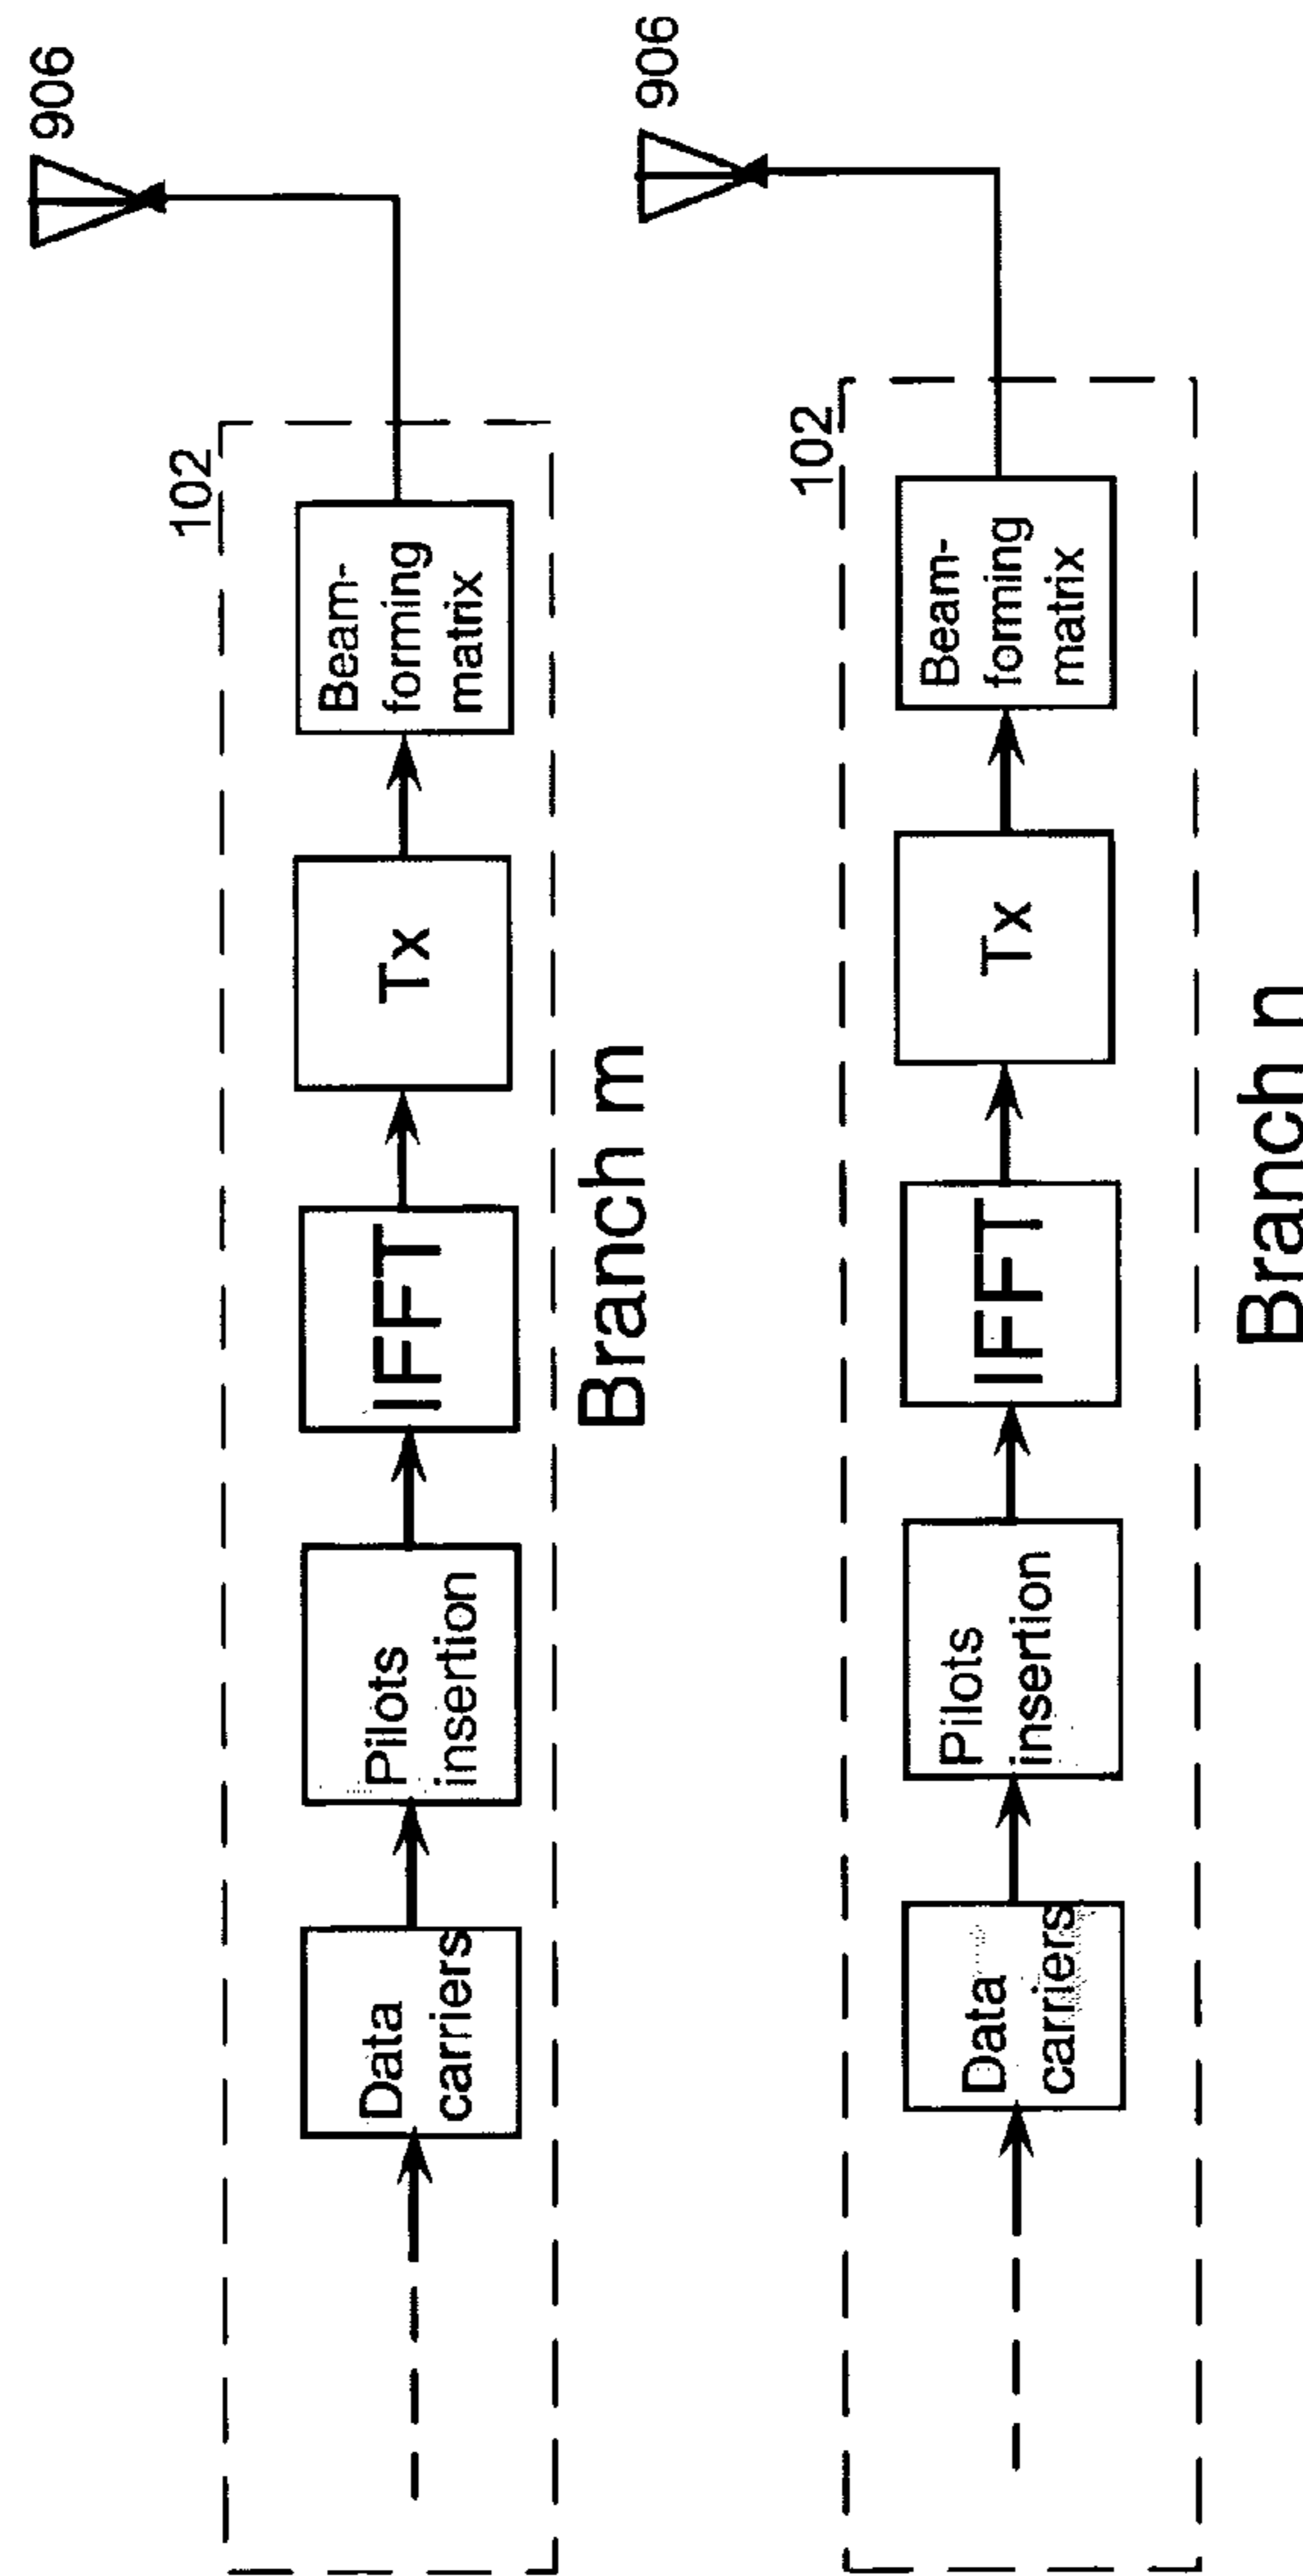 906
102
Data
carriers
Pilots
insertion
IFFT
Tx
Beam-
forming
matrix
Branch m
906
102
Data
carriers
Pilots
insertion
IFFT
Tx
Beam-
forming
matrix
Branch n